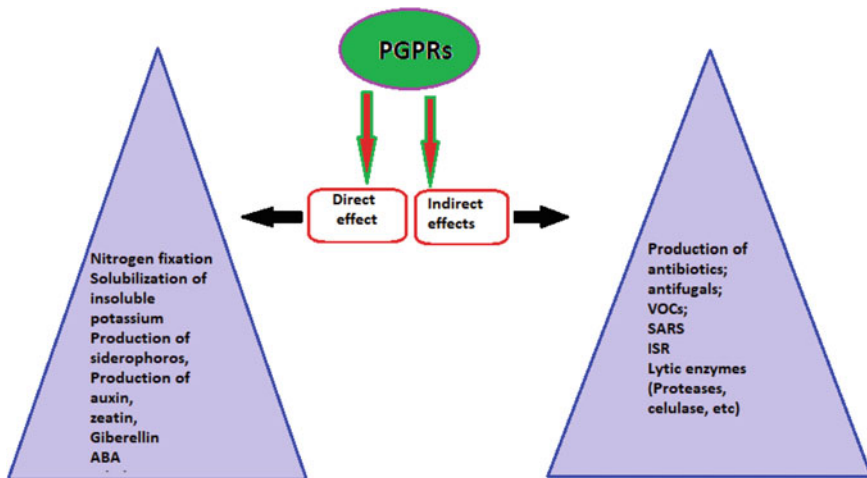 PGPRs
Direct
effect
Indirect
effects
Nitrogen fixation
Solubilization of
insoluble
potassium
Production of
siderophoros,
Production of
auxin,
zeatin,
Giberellin
ABA
Production of
antibiotics;
antifugals;
VOCs;
SARS
ISR
Lytic enzymes
(Proteases,
celulase, etc)